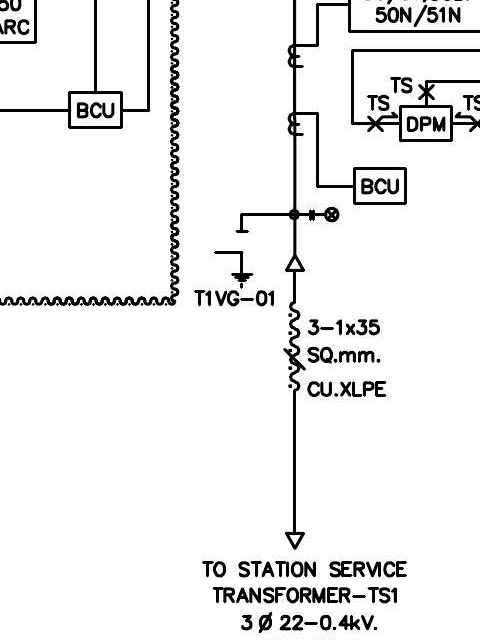 50
ARC
50N/51N
TS
TS
TS
DPM
BCU
BCU
T1VG-01
3-1x35
SQ.mm.
CU.XLPE
TO STATION SERVICE
TRANSFORMER-TS1
3 Ø 22-0.4kV.